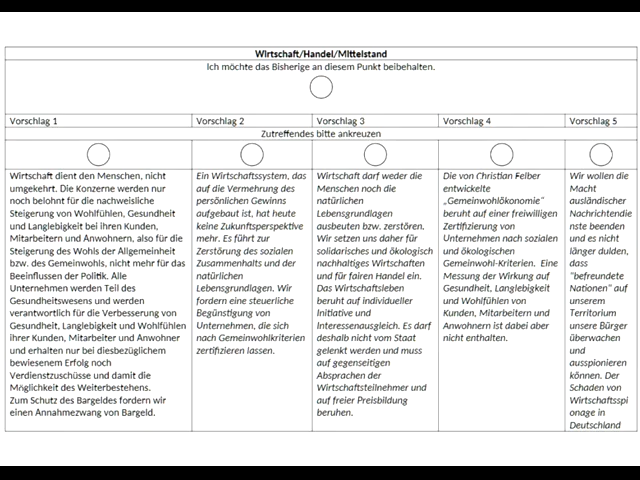 Wirtschaft/Handel/Mittelstand
Ich möchte das Bisherige an diesem Punkt beibehalten.
Vorschlag 1
Vorschlag 2
Vorschlag 3
Vorschlag 4
Vorschlag 5
Zutreffendes bitte ankreuzen
Wirtschaft dient den Menschen, nicht
umgekehrt. Die Konzerne werden nur
noch belohnt für die nachweisliche
Steigerung von Wohlfühlen, Gesundheit
und Langlebigkeit bei ihren Kunden,
Mitarbeitern und Anwohnern, also für die
Steigerung des Wohls der Allgemeinheit
bzw. des Gemeinwohls, nicht mehr für das
Beeinflussen der Politik. Alle
Unternehmen werden Teil des
Gesundheitswesens und werden
verantwortlich für die Verbesserung von
Gesundheit, Langlebigkeit und Wohlfühlen
ihrer Kunden, Mitarbeiter und Anwohner
und erhalten nur bei diesbezüglichem
bewiesenem Erfolg noch
Verdienstzuschüsse und damit die
Möglichkeit des Weiterbestehens.
Zum Schutz des Bargeldes fordern wir
einen Annahmezwang von Bargeld.
Ein Wirtschaftssystem, das
auf die Vermehrung des
persönlichen Gewinns
aufgebaut ist, hat heute
keine Zukunftsperspektive
mehr. Es führt zur
Zerstörung des sozialen
Zusammenhalts und der
natürlichen
Lebensgrundlagen. Wir
fordern eine steuerliche
Begünstigung von
Unternehmen, die sich
nach Gemeinwohlkriterien
zertifizieren lassen.
Wirtschaft darf weder die
Menschen noch die
natürlichen
Lebensgrundlagen
ausbeuten bzw. zerstören.
Wir setzen uns daher für
solidarisches und ökologisch
nachhaltiges Wirtschaften
und für fairen Handel ein.
Das Wirtschaftsleben
beruht auf individueller
Initiative und
Interessenausgleich. Es darf
deshalb nicht vom Staat
gelenkt werden und muss
auf gegenseitigen
Absprachen der
Wirtschaftsteilnehmer und
auf freier Preisbildung
beruhen.
Die von Christian Felber
entwickelte
„Gemeinwohlökonomie“
beruht auf einer freiwilligen
Zertifizierung von
Unternehmen nach sozialen
und ökologischen
Gemeinwohl-Kriterien. Eine
Messung der Wirkung auf
Gesundheit, Langlebigkeit
und Wohlfühlen von
Kunden, Mitarbeitern und
Anwohnern ist dabei aber
nicht enthalten.
Wir wollen die
Macht
ausländischer
Nachrichtendie
nste beenden
und es nicht
länger dulden,
dass
"befreundete
Nationen" auf
unserem
Territorium
unsere Bürger
überwachen
und
ausspionieren
können. Der
Schaden von
Wirtschaftsspi
onage in
Deutschland